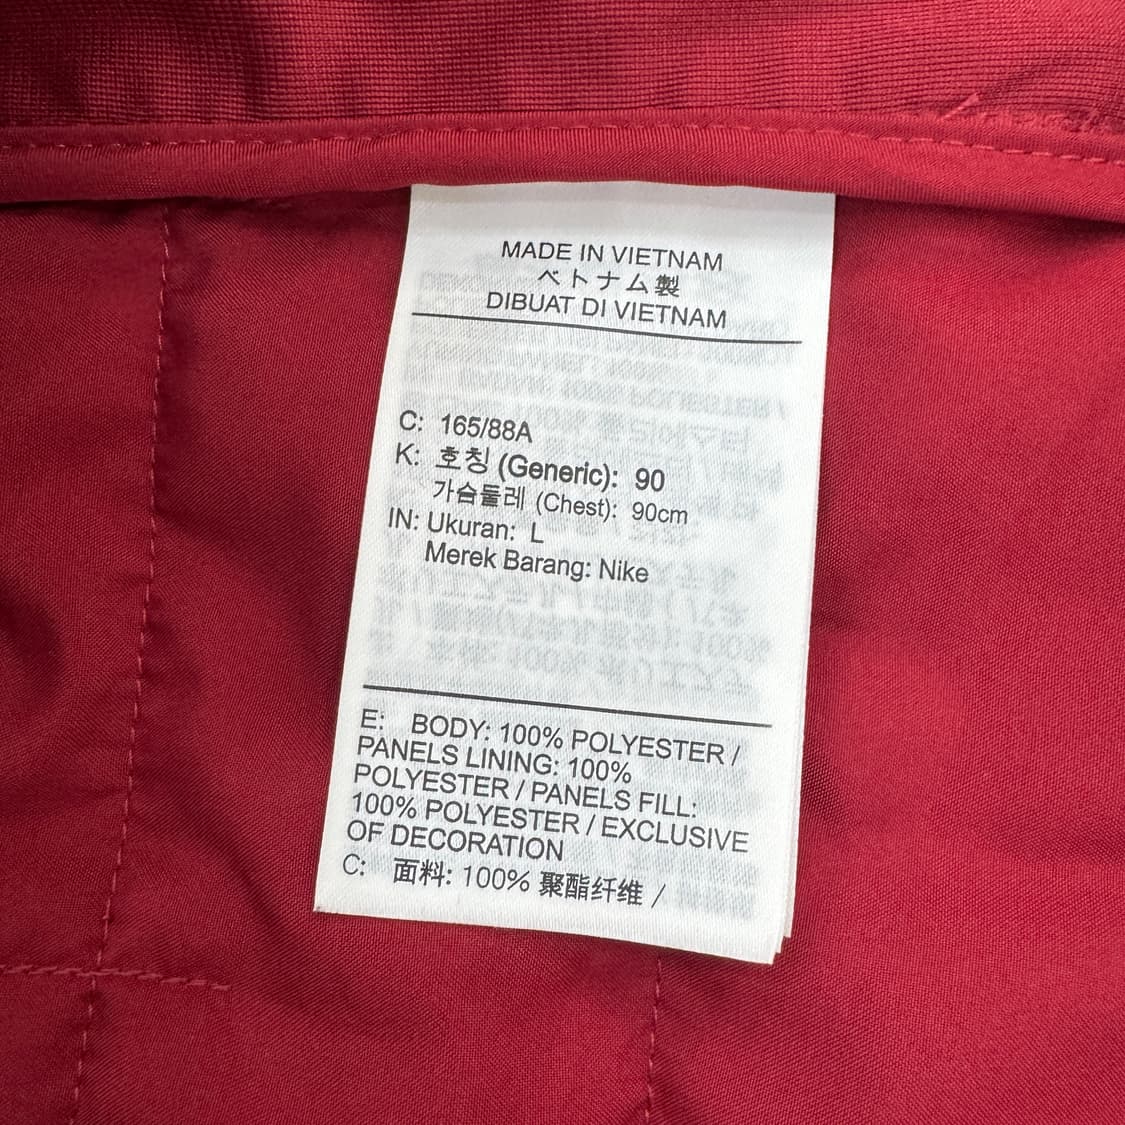 MADE IN VIETNAM
ベトナム製
DIBUAT DI VIETNAM
C: 165/88A
K: 호칭 (Generic): 90
가슴둘레 (Chest): 90cm
IN: Ukuran: L
Merek Barang: Nike
E: BODY: 100% POLYESTER /
PANELS LINING: 100%
POLYESTER / PANELS FILL:
100% POLYESTER / EXCLUSIVE
OF DECORATION
C: 面料: 100% 聚酯纤维 /